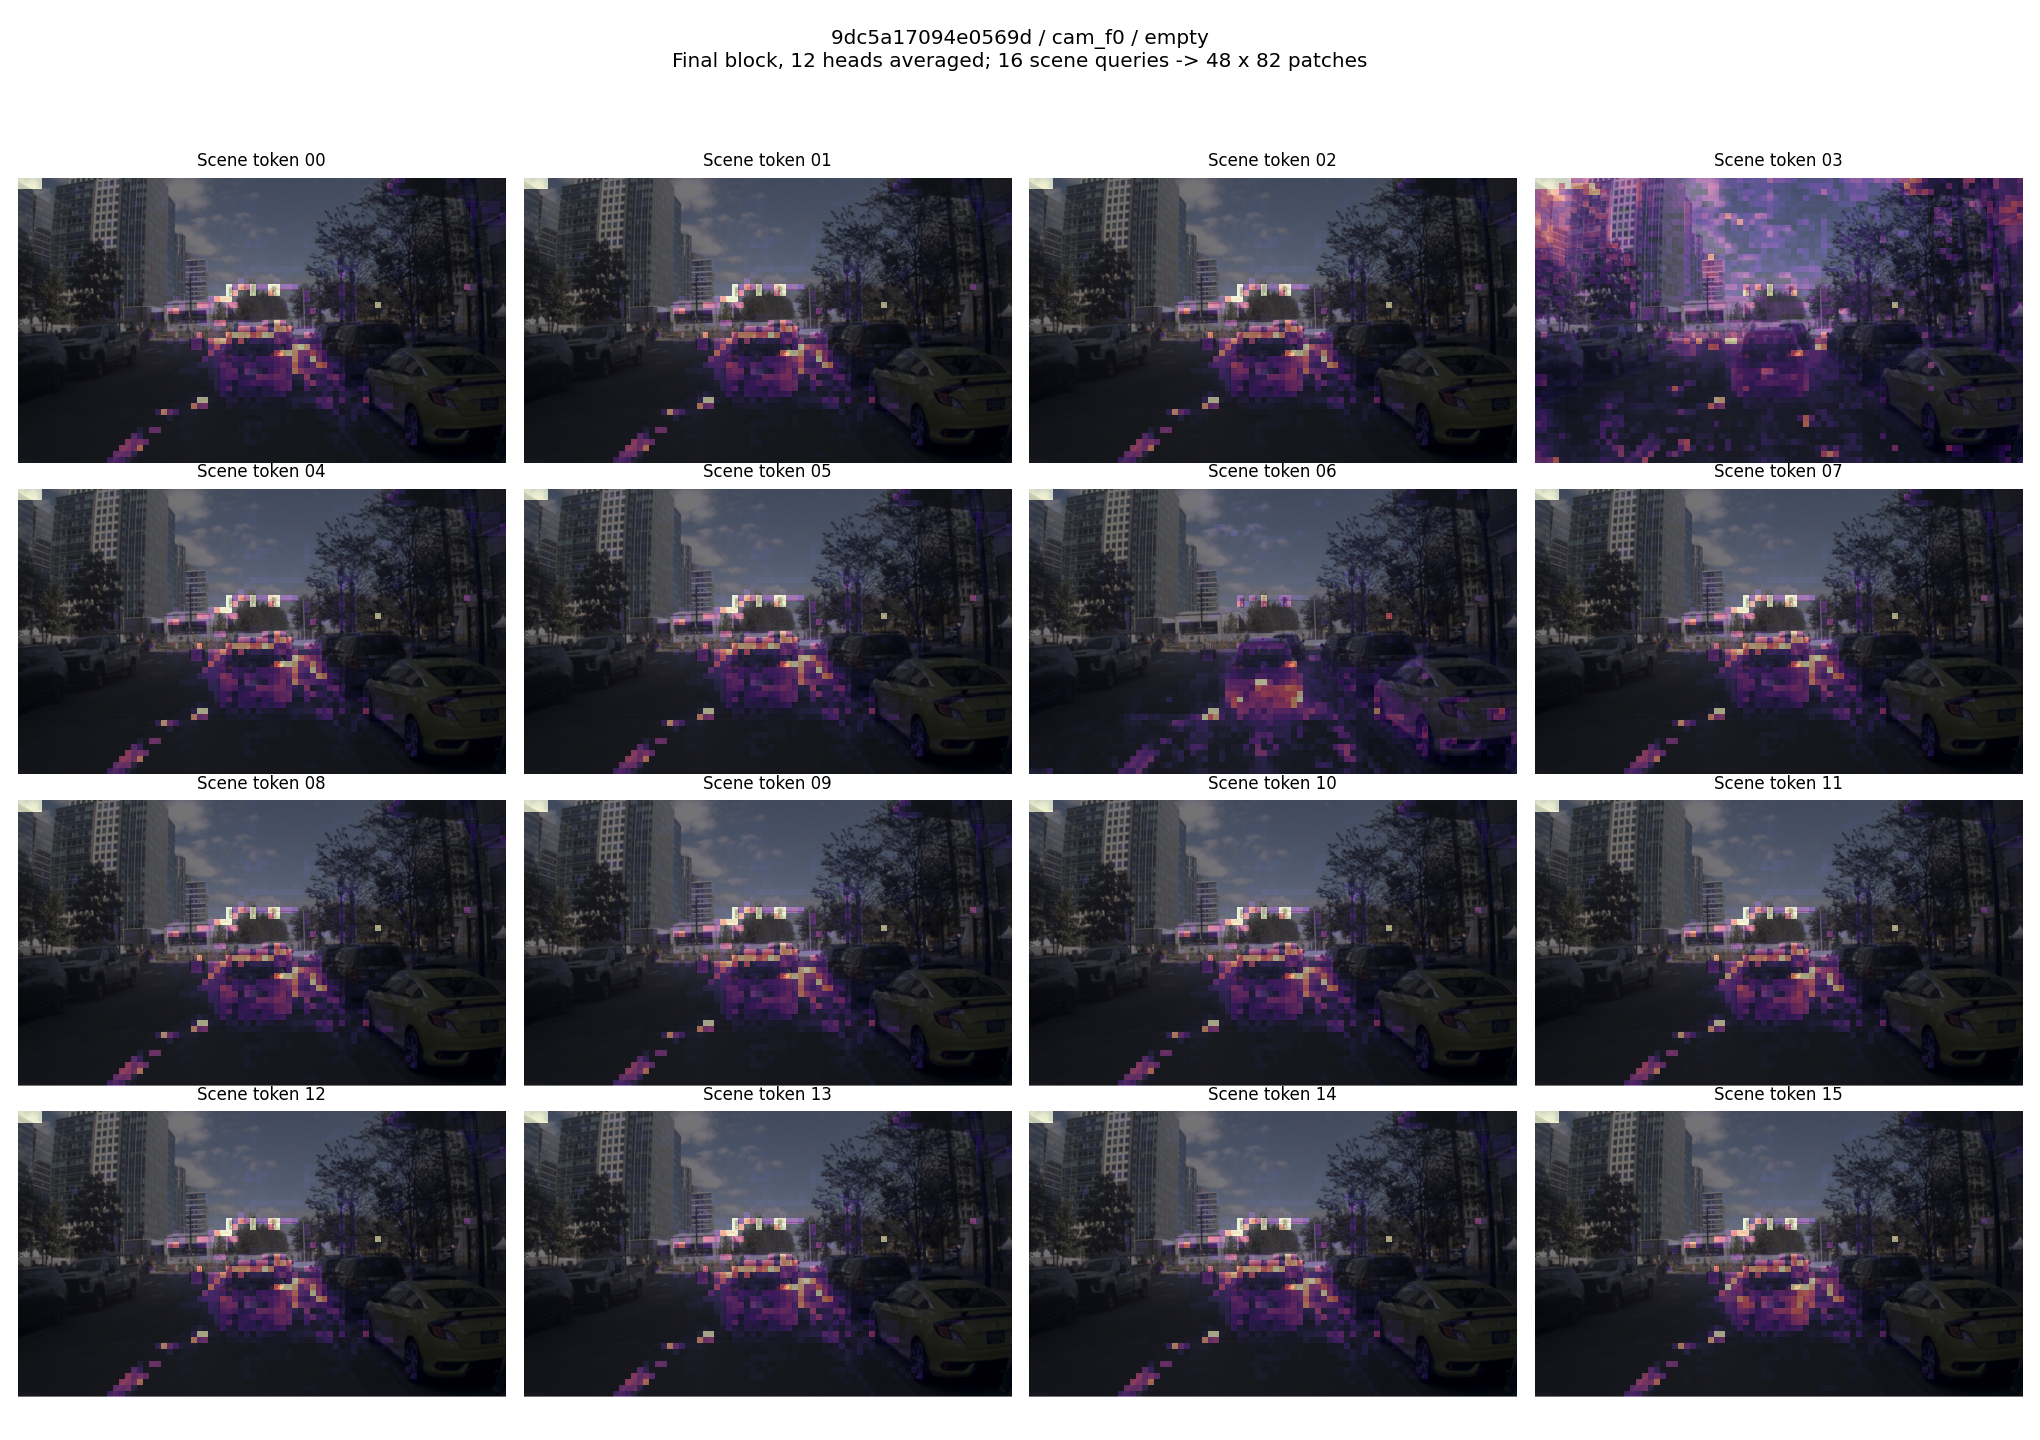 9dc5a17094e0569d / cam_f0 / empty
Final block, 12 heads averaged; 16 scene queries -> 48 x 82 patches
Scene token 00
Scene token 01
Scene token 02
Scene token 03
Scene token 04
Scene token 05
Scene token 06
Scene token 07
Scene token 08
Scene token 09
Scene token 10
Scene token 11
Scene token 12
Scene token 13
Scene token 14
Scene token 15